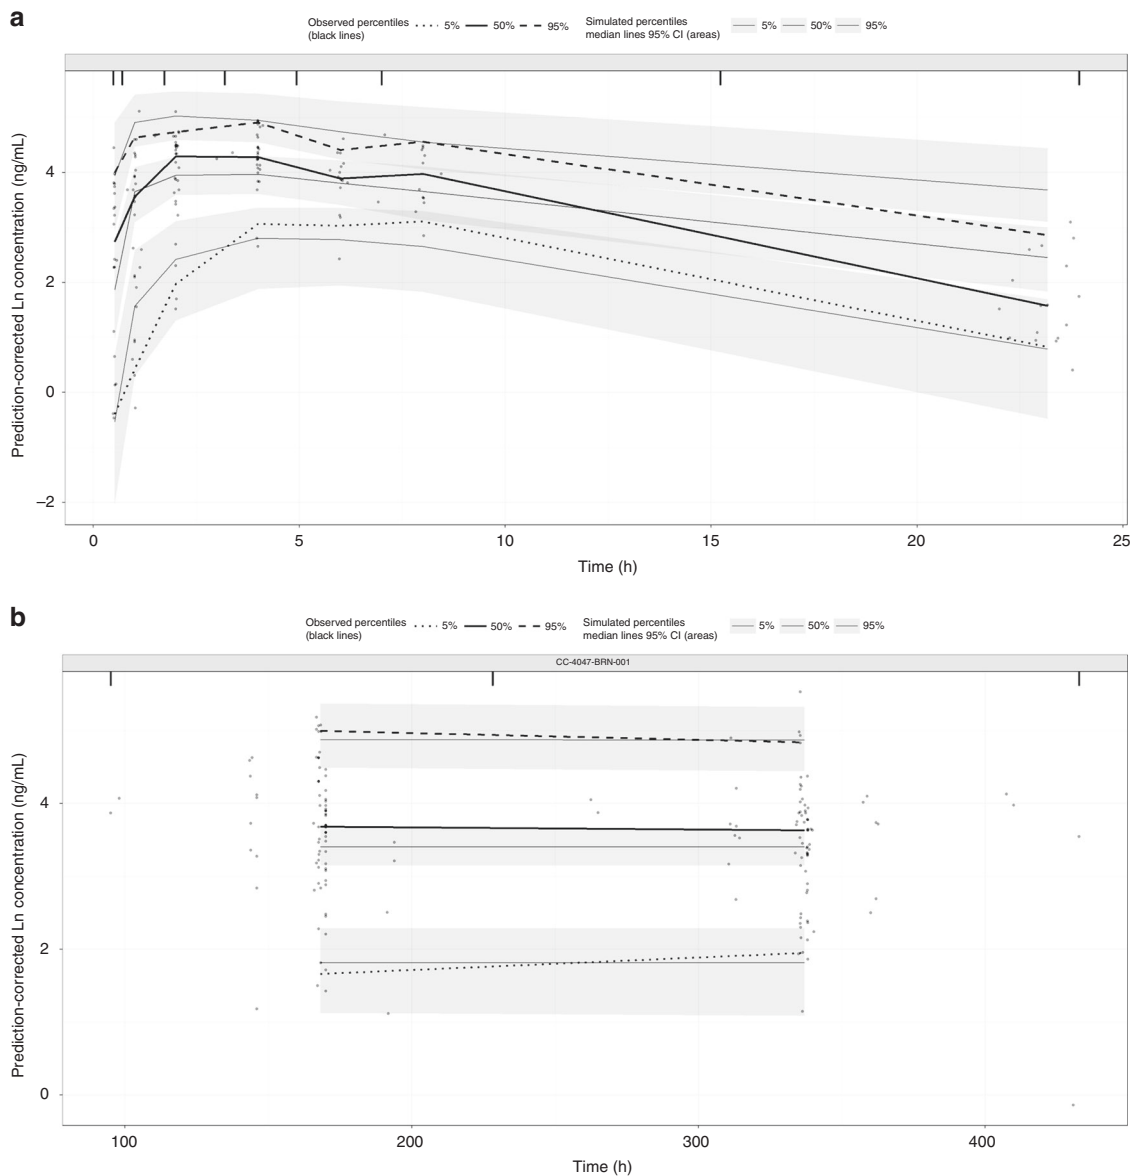 a
Observed percentiles (black lines) 5% 50% 95% Simulated percentiles median lines 95% CI (areas) 5% 50% 95%
Prediction-corrected Ln concentration (ng/mL)
4
2
0
–2
0 5 10 15 20 25
Time (h)
b
Observed percentiles (black lines) 5% 50% 95% Simulated percentiles median lines 95% CI (areas) 5% 50% 95%
CC-4047-BRN-001
Prediction-corrected Ln concentration (ng/mL)
4
2
0
100 200 300 400
Time (h)